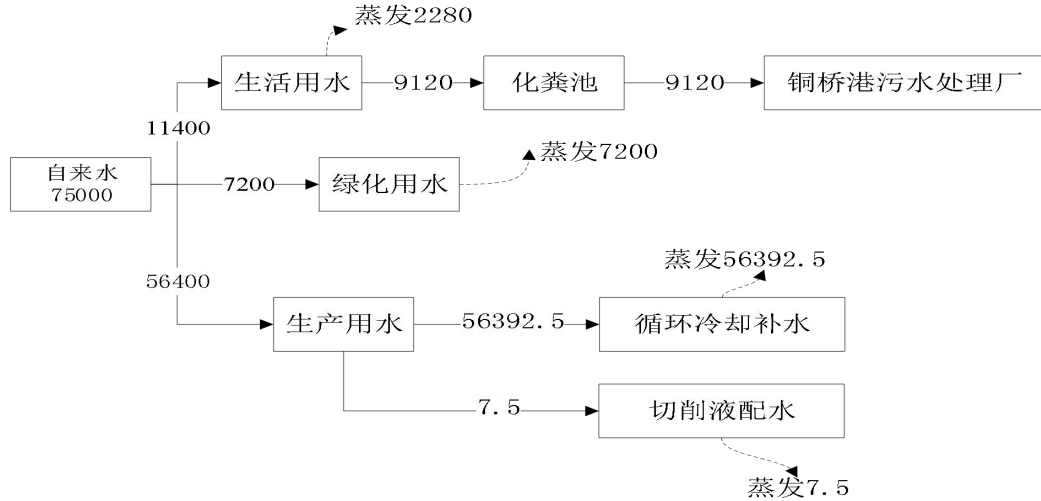 蒸发2280
生活用水
9120
化粪池
9120
铜桥港污水处理厂
11400
自来水
75000
7200
绿化用水
蒸发7200
56400
生产用水
56392.5
循环冷却补水
蒸发56392.5
7.5
切削液配水
蒸发7.5